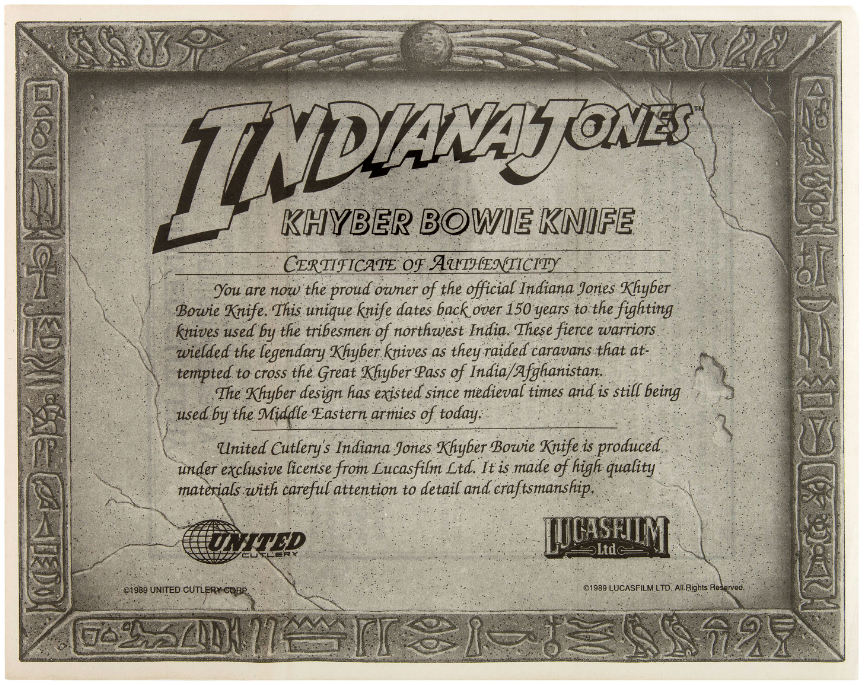 INDIANA JONES™
KHYBER BOWIE KNIFE
CERTIFICATE OF AUTHENTICITY
You are now the proud owner of the official Indiana Jones Khyber
Bowie Knife. This unique knife dates back over 150 years to the fighting
knives used by the tribesmen of northwest India. These fierce warriors
wielded the legendary Khyber knives as they raided caravans that at-
tempted to cross the Great Khyber Pass of India/Afghanistan.
The Khyber design has existed since medieval times and is still being
used by the Middle Eastern armies of today.
United Cutlery's Indiana Jones Khyber Bowie Knife is produced
under exclusive license from Lucasfilm Ltd. It is made of high quality
materials with careful attention to detail and craftsmanship.
UNITED
CUTLERY
LUCASFILM
Ltd
©1989 UNITED CUTLERY CORP.
©1989 LUCASFILM LTD. All Rights Reserved.